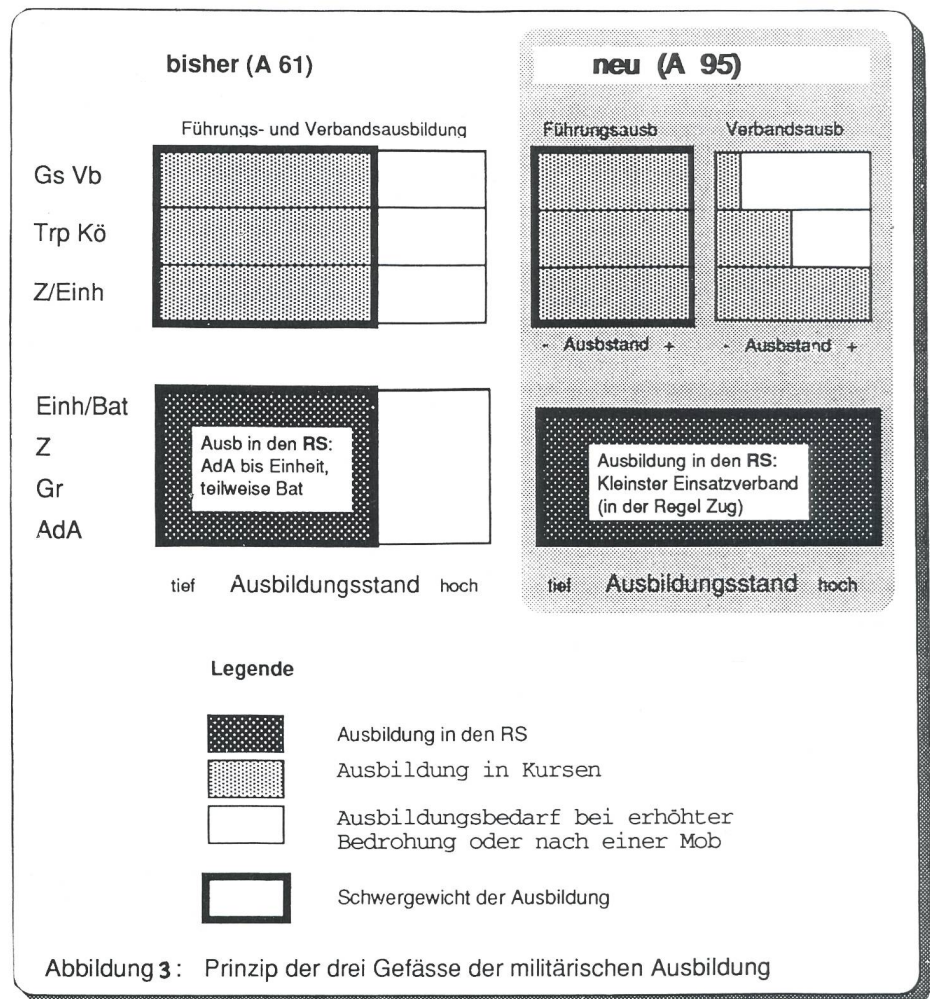 bisher (A 61)
neu (A 95)
Führungs- und Verbandsausbildung
Führungsausb
Verbandsausb
Gs Vb
Trp Kö
Z/Einh
- Ausbstand +
- Ausbstand +
Einh/Bat
Z
Gr
AdA
Ausb in den RS:
AdA bis Einheit,
teilweise Bat
Ausbildung in den RS:
Kleinster Einsatzverband
(in der Regel Zug)
tief Ausbildungsstand hoch
tief Ausbildungsstand hoch
Legende
Ausbildung in den RS
Ausbildung in Kursen
Ausbildungsbedarf bei erhöhter
Bedrohung oder nach einer Mob
Schwergewicht der Ausbildung
Abbildung 3: Prinzip der drei Gefässe der militärischen Ausbildung